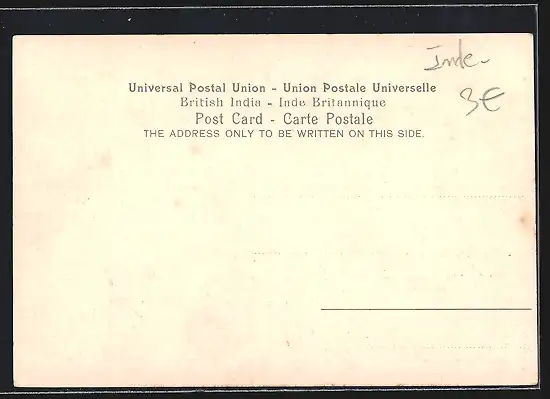 Inde-
3€
Universal Postal Union - Union Postale Universelle
British India - Inde Britannique
Post Card - Carte Postale
THE ADDRESS ONLY TO BE WRITTEN ON THIS SIDE.